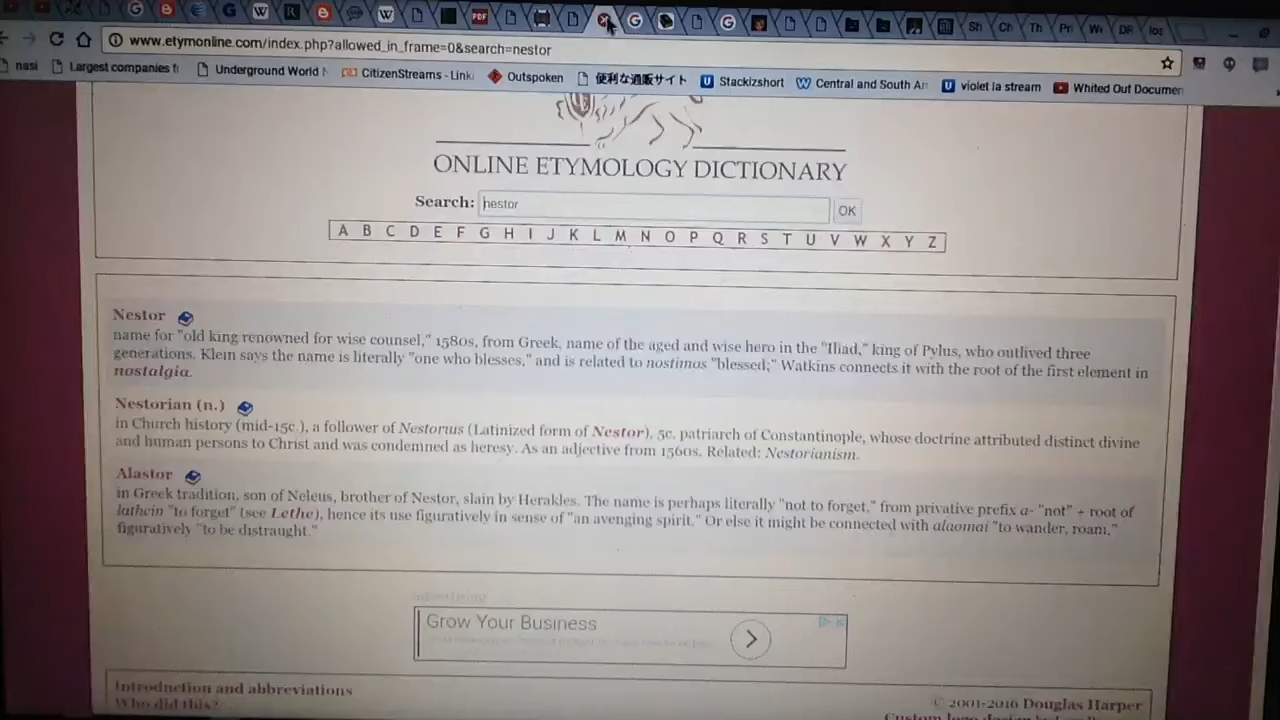 Sh
Ch
Th
Pri
DR
www.etymonline.com/index.php?allowed_in_frame=0&search=nestor
nasi
Largest companies
Underground World
CitizenStreams - Link
Outspoken
便利な通販サイト
Stackizshort
Central and South Am
violet la stream
Whited Out Documen
ONLINE ETYMOLOGY DICTIONARY
Search: nestor OK
A B C D E F G H I J K L M N O P Q R S T U V W X Y Z
Nestor
name for "old king renowned for wise counsel," 1580s, from Greek, name of the aged and wise hero in the "Iliad," king of Pylus, who outlived three
generations. Klein says the name is literally "one who blesses," and is related to nostimos "blessed;" Watkins connects it with the root of the first element in
nostalgia.
Nestorian (n.)
in Church history (mid-15c.), a follower of Nestorius (Latinized form of Nestor), 5c. patriarch of Constantinople, whose doctrine attributed distinct divine
and human persons to Christ and was condemned as heresy. As an adjective from 1560s. Related: Nestorianism.
Alastor
in Greek tradition, son of Neleus, brother of Nestor, slain by Herakles. The name is perhaps literally "not to forget," from privative prefix a- "not" + root of
lathein "to forget" (see Lethe), hence its use figuratively in sense of "an avenging spirit." Or else it might be connected with alaomai "to wander, roam,"
figuratively "to be distraught."
advertising
Grow Your Business
Introduction and abbreviations
Who did this?
© 2001-2016 Douglas Harper